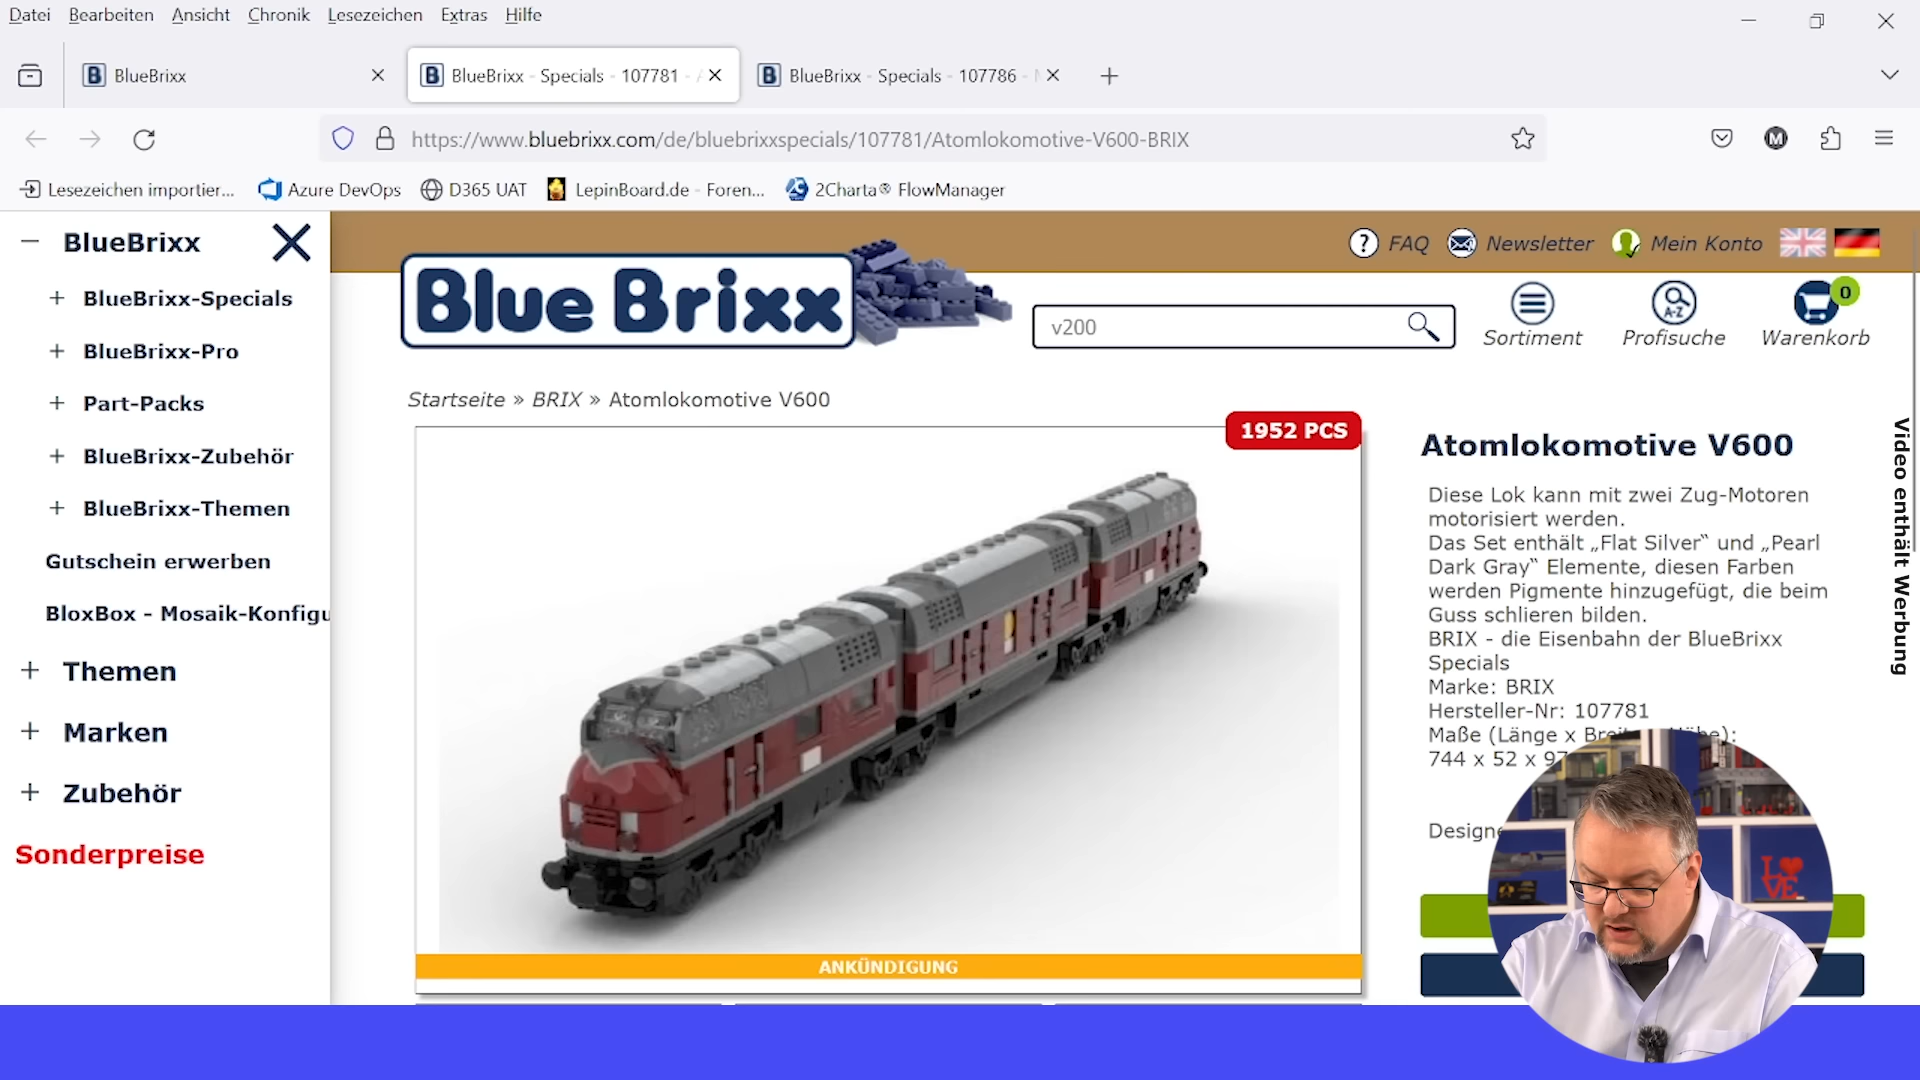 Datei Bearbeiten Ansicht Chronik Lesezeichen Extras Hilfe
BlueBrixx
BlueBrixx - Specials - 107781 -
BlueBrixx - Specials - 107786 -
https://www.bluebrixx.com/de/bluebrixxspecials/107781/Atomlokomotive-V600-BRIX
Lesezeichen importier...
Azure DevOps
D365 UAT
LepinBoard.de - Foren...
2Charta® FlowManager
BlueBrixx
+ BlueBrixx-Specials
+ BlueBrixx-Pro
+ Part-Packs
+ BlueBrixx-Zubehör
+ BlueBrixx-Themen
Gutschein erwerben
BloxBox - Mosaik-Konfigu
+ Themen
+ Marken
+ Zubehör
Sonderpreise
FAQ Newsletter Mein Konto
Blue Brixx
v200
Sortiment
A-Z
Profisuche
0
Warenkorb
Startseite » BRIX » Atomlokomotive V600
1952 PCS
ANKÜNDIGUNG
Atomlokomotive V600
Diese Lok kann mit zwei Zug-Motoren
motorisiert werden.
Das Set enthält „Flat Silver“ und „Pearl
Dark Gray“ Elemente, diesen Farben
werden Pigmente hinzugefügt, die beim
Guss schlieren bilden.
BRIX - die Eisenbahn der BlueBrixx
Specials
Marke: BRIX
Hersteller-Nr: 107781
Maße (Länge x
744 x 52 x
Video enthält Werbung
LOVE